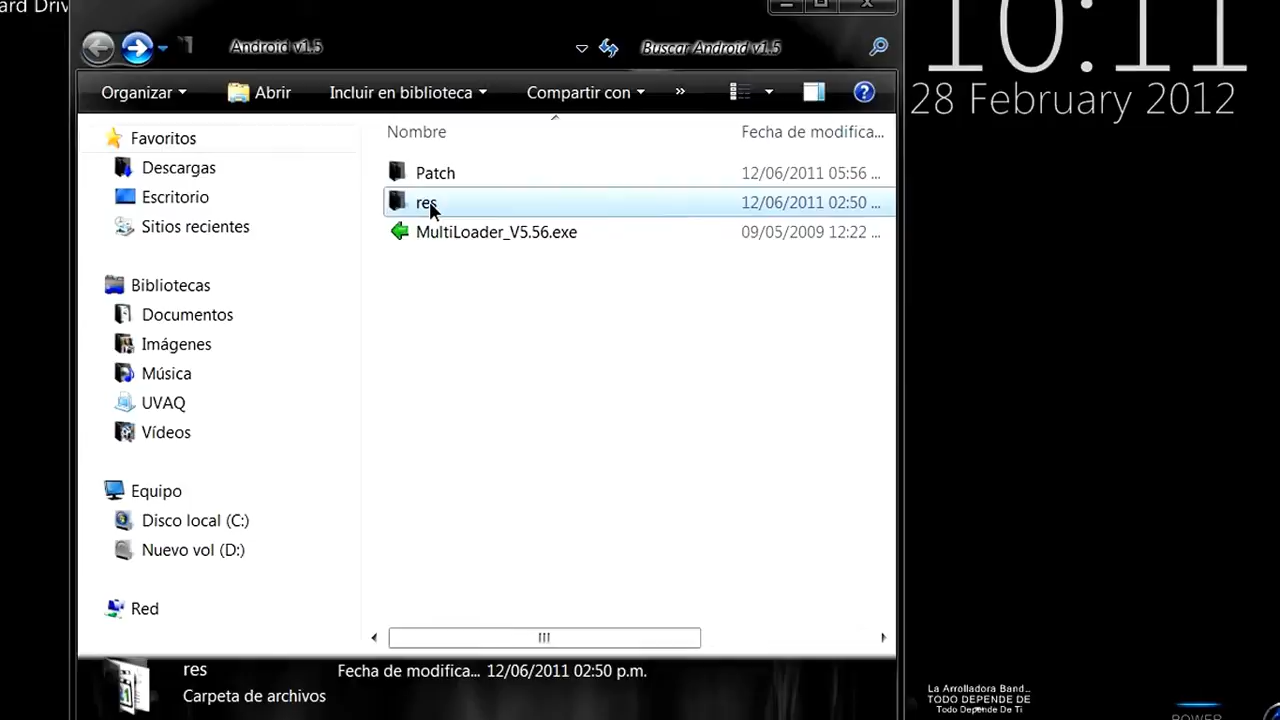 ard Driv
10:11
28 February 2012
Android v1.5
Buscar Android v1.5
Organizar
Abrir
Incluir en biblioteca
Compartir con
»
Nombre
Fecha de modifica...
Favoritos
Descargas
Escritorio
Sitios recientes
Bibliotecas
Documentos
Imágenes
Música
UVAQ
Vídeos
Equipo
Disco local (C:)
Nuevo vol (D:)
Red
Patch
12/06/2011 05:56 ...
res
12/06/2011 02:50 ...
MultiLoader_V5.56.exe
09/05/2009 12:22 ...
res
Fecha de modifica... 12/06/2011 02:50 p.m.
Carpeta de archivos
La Arrolladora Band...
TODO DEPENDE DE
Todo Depende De Ti
POWER